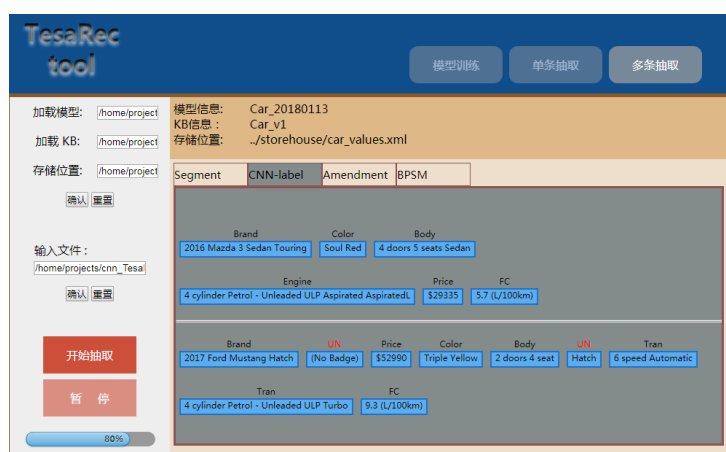 TesaRec
tool
模型训练 单条抽取 多条抽取
加载模型: /home/project
加载 KB: /home/project
存储位置: /home/project
确认 重置
输入文件：
/home/projects/cnn_Tesal
确认 重置
开始抽取
暂 停
80%
模型信息: Car_20180113
KB信息： Car_v1
存储位置: ../storehouse/car_values.xml
Segment CNN-label Amendment BPSM
Brand Color Body
2016 Mazda 3 Sedan Touring Soul Red 4 doors 5 seats Sedan
Engine Price FC
4 cylinder Petrol - Unleaded ULP Aspirated AspiratedL $29335 5.7 (L/100km)
Brand UN Price Color Body UN Tran
2017 Ford Mustang Hatch (No Badge) $52990 Triple Yellow 2 doors 4 seat Hatch 6 speed Automatic
Tran FC
4 cylinder Petrol - Unleaded ULP Turbo 9.3 (L/100km)